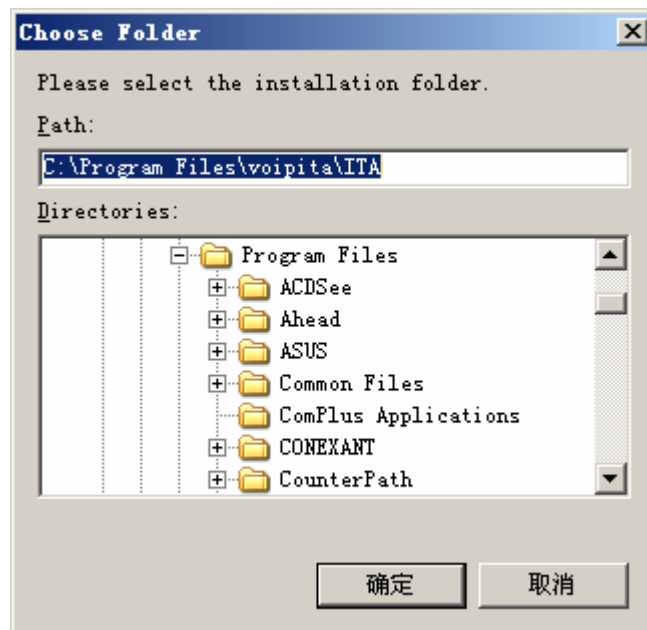 Choose Folder
Please select the installation folder.
Path:
C:\Program Files\voipita\ITA
Directories:
Program Files
ACDSee
Ahead
ASUS
Common Files
ComPlus Applications
CONEXANT
CounterPath
确定 取消